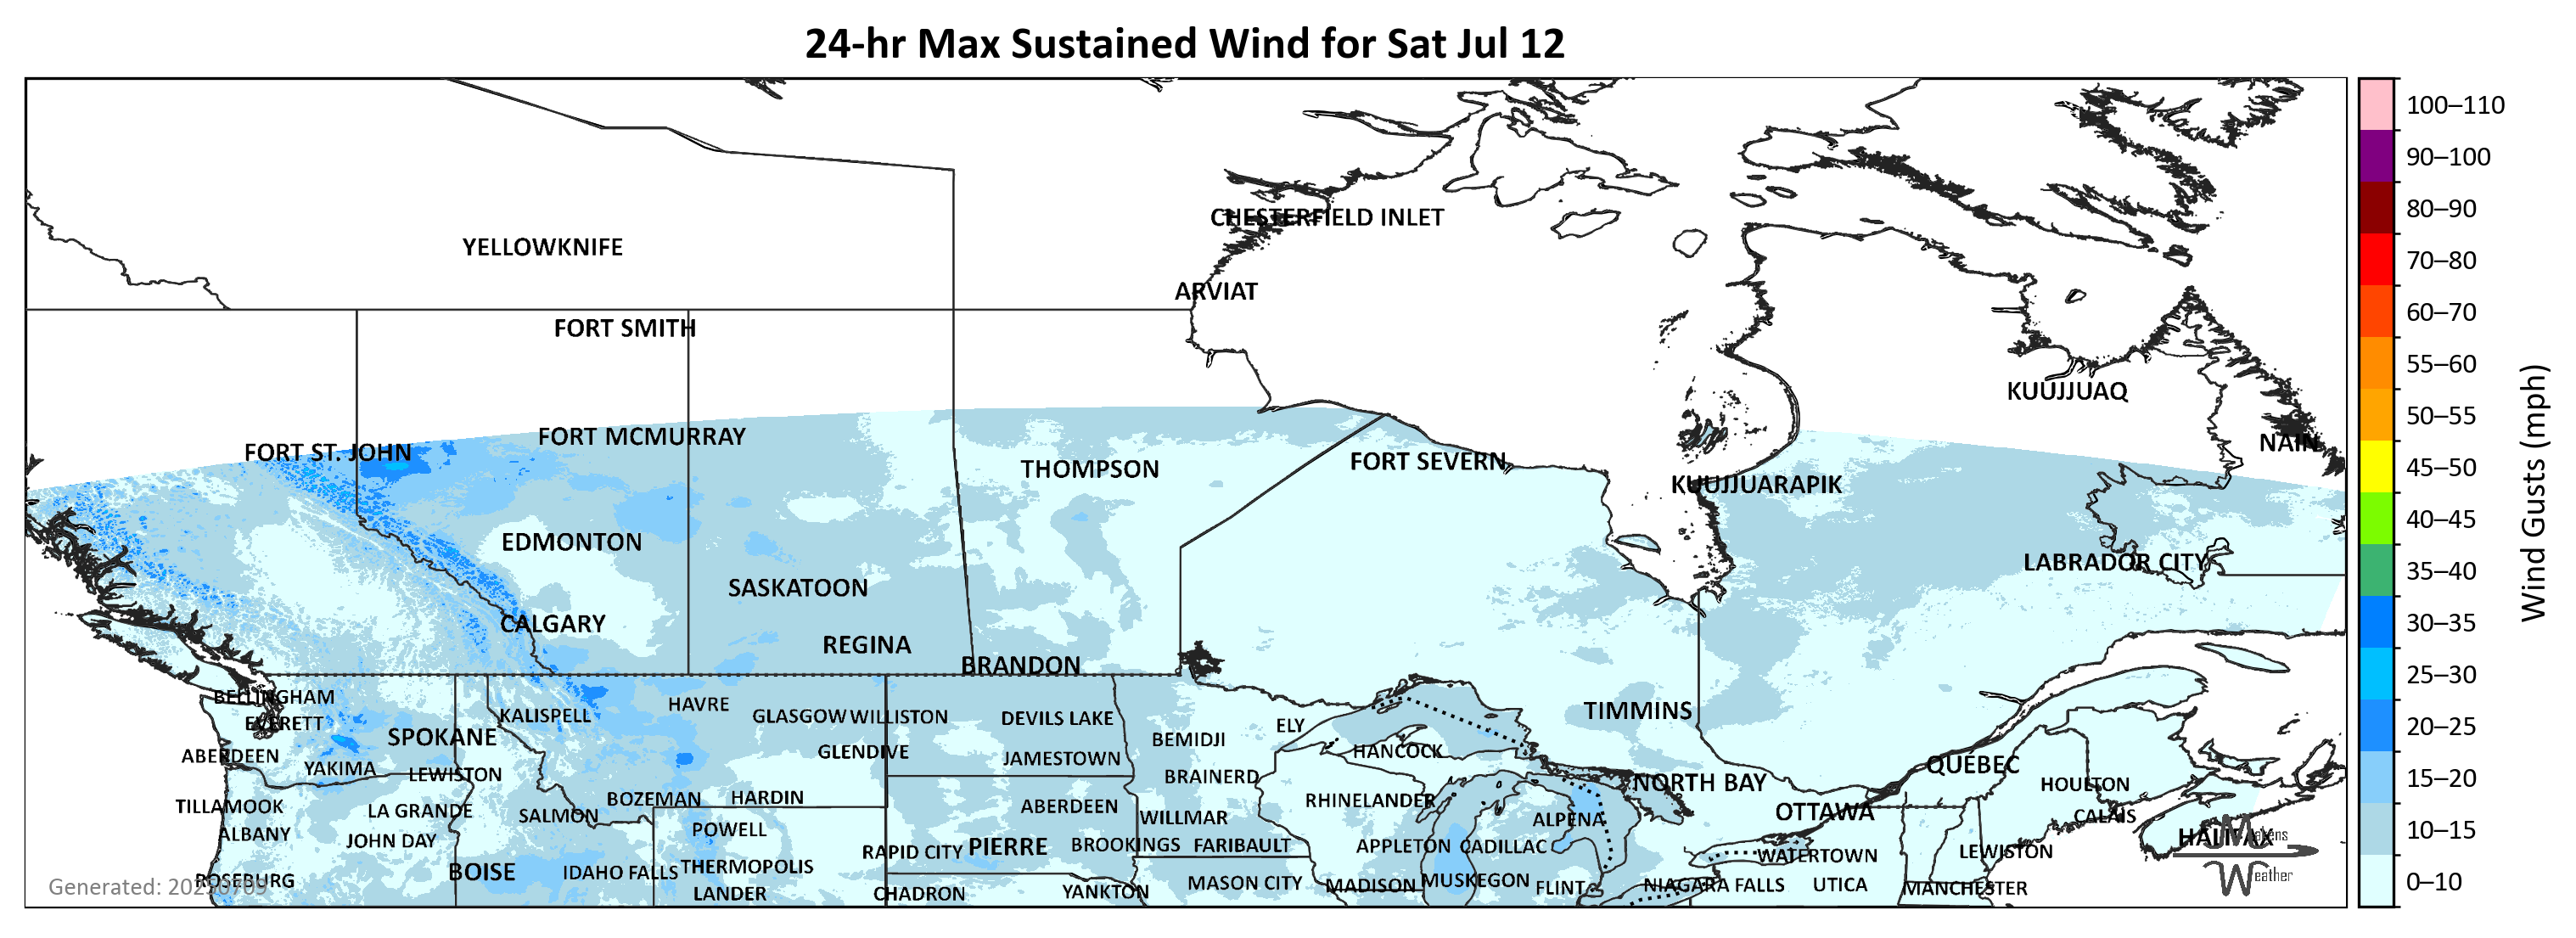 24-hr Max Sustained Wind for Sat Jul 12
100–110
90–100
80–90
70–80
60–70
55–60
50–55
45–50
40–45
35–40
30–35
25–30
20–25
15–20
10–15
0–10
Wind Gusts (mph)
CHESTERFIELD INLET
YELLOWKNIFE
ARVIAT
FORT SMITH
KUUJJUAQ
FORT MCMURRAY
NAIN
FORT ST. JOHN
FORT SEVERN
THOMPSON
KUUJJUARAPIK
EDMONTON
LABRADOR CITY
SASKATOON
CALGARY
REGINA
BRANDON
BELLINGHAM
HAVRE
TIMMINS
KALISPELL
GLASGOW
WILLISTON
DEVILS LAKE
EVERETT
ELY
SPOKANE
BEMIDJI
HANCOCK
GLENDIVE
ABERDEEN
JAMESTOWN
QUÉBEC
YAKIMA
LEWISTON
BRAINERD
NORTH BAY
HOULTON
BOZEMAN
HARDIN
RHINELANDER
TILLAMOOK
ABERDEEN
LA GRANDE
OTTAWA
SALMON
WILLMAR
CALAIS
ALPENA
POWELL
ALBANY
HALIFAX
JOHN DAY
PIERRE
BROOKINGS
FARIBAULT
APPLETON
CADILLAC
RAPID CITY
LEWISTON
WATERTOWN
THERMOPOLIS
BOISE
IDAHO FALLS
ROSEBURG
MUSKEGON
MASON CITY
MADISON
NIAGARA FALLS
UTICA
FLINT
MANCHESTER
YANKTON
LANDER
CHADRON
Makens
Weather
Generated: 20250709